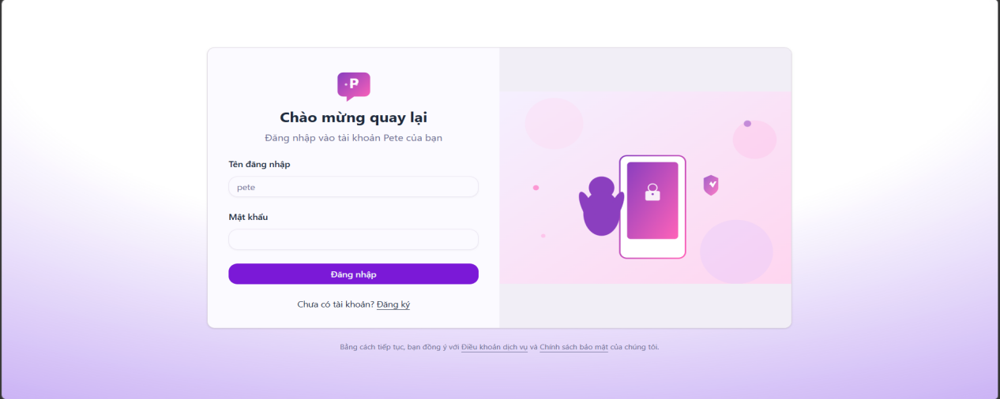 P
Chào mừng quay lại
Đăng nhập vào tài khoản Pete của bạn
Tên đăng nhập
pete
Mật khẩu
Đăng nhập
Chưa có tài khoản? Đăng ký
Bằng cách tiếp tục, bạn đồng ý với Điều khoản dịch vụ và Chính sách bảo mật của chúng tôi.